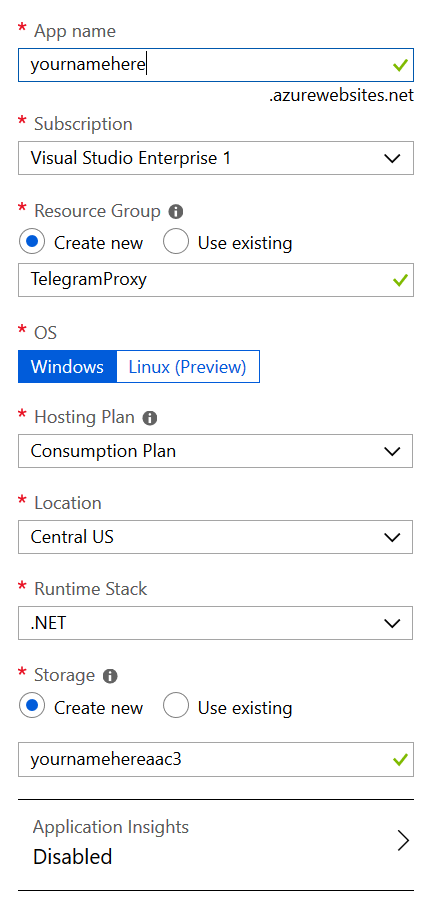 * App name
yournamehere
.azurewebsites.net
* Subscription
Visual Studio Enterprise 1
* Resource Group
Create new Use existing
TelegramProxy
* OS
Windows Linux (Preview)
* Hosting Plan
Consumption Plan
* Location
Central US
* Runtime Stack
.NET
* Storage
Create new Use existing
yournamehereaac3
Application Insights
Disabled